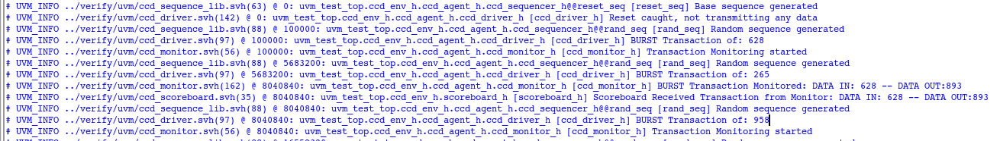 # UVM_INFO ../verify/uvm/ccd_sequence_lib.svh(63) @ 0: uvm_test_top.ccd_env_h.ccd_agent_h.ccd_sequencer_h@@reset_seq [reset_seq] Base sequence generated
# UVM_INFO ../verify/uvm/ccd_driver.svh(142) @ 0: uvm_test_top.ccd_env_h.ccd_agent_h.ccd_driver_h [ccd_driver_h] Reset caught, not transmitting any data
# UVM_INFO ../verify/uvm/ccd_sequence_lib.svh(88) @ 100000: uvm_test_top.ccd_env_h.ccd_agent_h.ccd_sequencer_h@@rand_seq [rand_seq] Random sequence generated
# UVM_INFO ../verify/uvm/ccd_driver.svh(97) @ 100000: uvm_test_top.ccd_env_h.ccd_agent_h.ccd_driver_h [ccd_driver_h] BURST Transaction of: 628
# UVM_INFO ../verify/uvm/ccd_monitor.svh(56) @ 100000: uvm_test_top.ccd_env_h.ccd_agent_h.ccd_monitor_h [ccd_monitor_h] Transaction Monitoring started
# UVM_INFO ../verify/uvm/ccd_sequence_lib.svh(88) @ 5683200: uvm_test_top.ccd_env_h.ccd_agent_h.ccd_sequencer_h@@rand_seq [rand_seq] Random sequence generated
# UVM_INFO ../verify/uvm/ccd_driver.svh(97) @ 5683200: uvm_test_top.ccd_env_h.ccd_agent_h.ccd_driver_h [ccd_driver_h] BURST Transaction of: 265
# UVM_INFO ../verify/uvm/ccd_monitor.svh(162) @ 8040840: uvm_test_top.ccd_env_h.ccd_agent_h.ccd_monitor_h [ccd_monitor_h] BURST Transaction Monitored: DATA IN: 628 -- DATA OUT:893
# UVM_INFO ../verify/uvm/ccd_scoreboard.svh(35) @ 8040840: uvm_test_top.ccd_env_h.scoreboard_h [scoreboard_h] Scoreboard Received Transaction from Monitor: DATA IN: 628 -- DATA OUT:893
# UVM_INFO ../verify/uvm/ccd_sequence_lib.svh(88) @ 8040840: uvm_test_top.ccd_env_h.ccd_agent_h.ccd_sequencer_h@@rand_seq [rand_seq] Random sequence generated
# UVM_INFO ../verify/uvm/ccd_driver.svh(97) @ 8040840: uvm_test_top.ccd_env_h.ccd_agent_h.ccd_driver_h [ccd_driver_h] BURST Transaction of: 958
# UVM_INFO ../verify/uvm/ccd_monitor.svh(56) @ 8040840: uvm_test_top.ccd_env_h.ccd_agent_h.ccd_monitor_h [ccd_monitor_h] Transaction Monitoring started